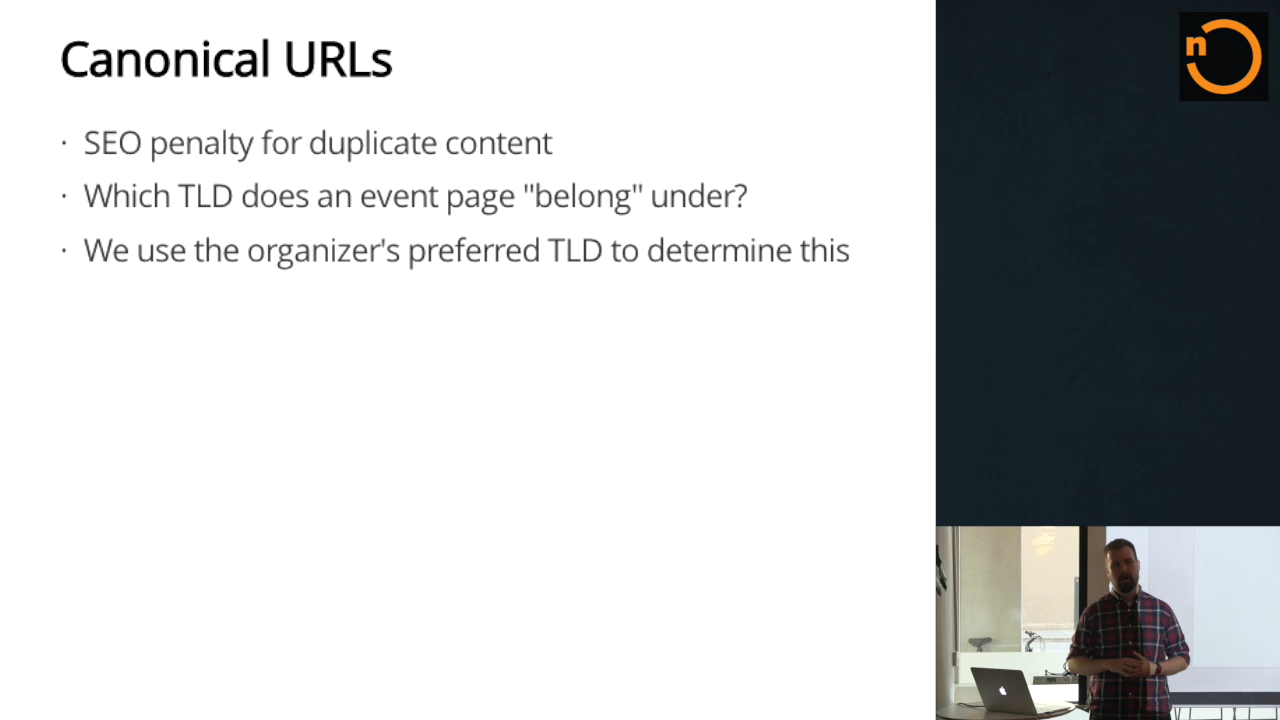 Canonical URLs
· SEO penalty for duplicate content
· Which TLD does an event page "belong" under?
· We use the organizer's preferred TLD to determine this
n